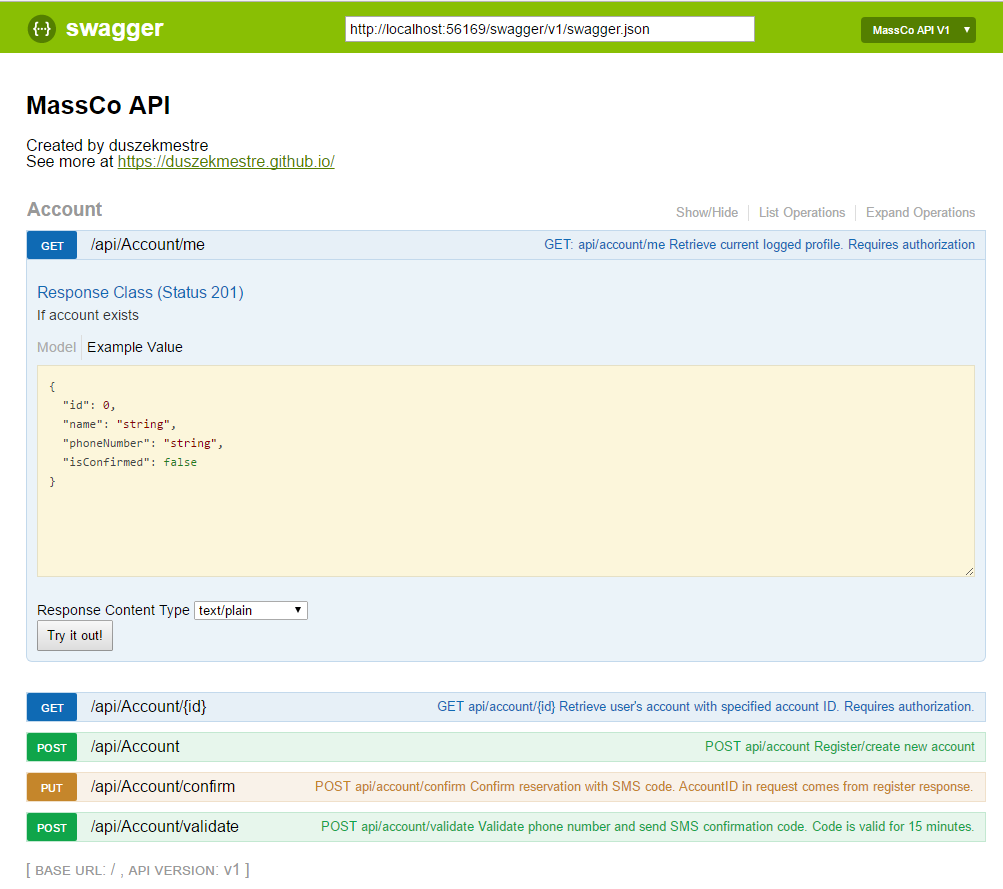 {··} swagger http://localhost:56169/swagger/v1/swagger.json MassCo API V1 ▼
MassCo API
Created by duszekmestre
See more at https://duszekmestre.github.io/
Account Show/Hide List Operations Expand Operations
GET /api/Account/me GET: api/account/me Retrieve current logged profile. Requires authorization
Response Class (Status 201)
If account exists
Model Example Value
{
  "id": 0,
  "name": "string",
  "phoneNumber": "string",
  "isConfirmed": false
}
Response Content Type text/plain ▼
Try it out!
GET /api/Account/{id} GET api/account/{id} Retrieve user's account with specified account ID. Requires authorization.
POST /api/Account POST api/account Register/create new account
PUT /api/Account/confirm POST api/account/confirm Confirm reservation with SMS code. AccountID in request comes from register response.
POST /api/Account/validate POST api/account/validate Validate phone number and send SMS confirmation code. Code is valid for 15 minutes.
[ BASE URL: / , API VERSION: V1 ]